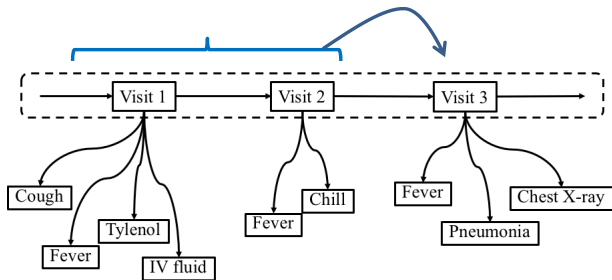 Visit 1
Visit 2
Visit 3
Cough
Fever
Tylenol
IV fluid
Fever
Chill
Fever
Pneumonia
Chest X-ray